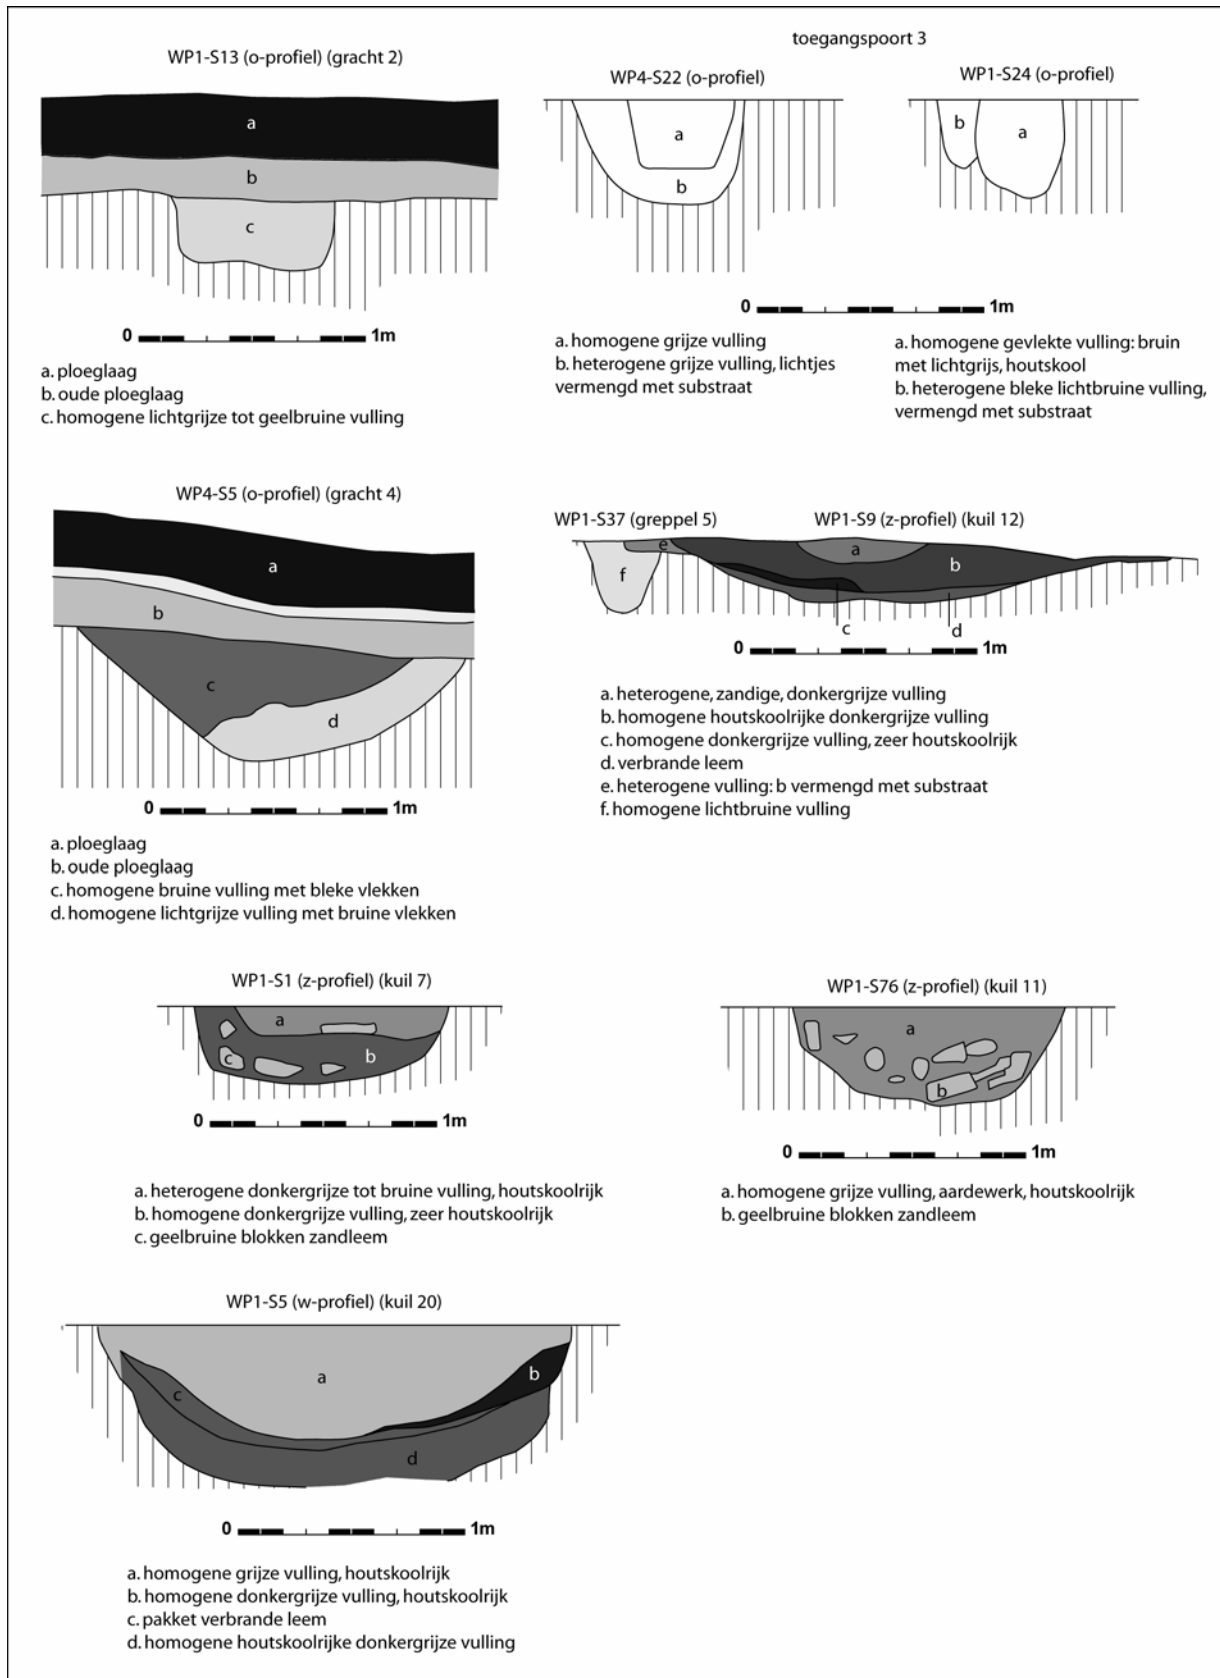 WP1-S13 (o-profiel) (gracht 2)
a
b
c
0 1m
a. ploeglaag
b. oude ploeglaag
c. homogene lichtgrijze tot geelbruine vulling
toegangspoort 3
WP4-S22 (o-profiel)
a
b
WP1-S24 (o-profiel)
b
a
0 1m
a. homogene grijze vulling
b. heterogene grijze vulling, lichtjes
vermengd met substraat
a. homogene gevlekte vulling: bruin
met lichtgrijs, houtskool
b. heterogene bleke lichtbruine vulling,
vermengd met substraat
WP4-S5 (o-profiel) (gracht 4)
a
b
c
d
0 1m
a. ploeglaag
b. oude ploeglaag
c. homogene bruine vulling met bleke vlekken
d. homogene lichtgrijze vulling met bruine vlekken
WP1-S37 (greppel 5)
WP1-S9 (z-profiel) (kuil 12)
e
a
f
b
c
d
0 1m
a. heterogene, zandige, donkergrijze vulling
b. homogene houtskoolrijke donkergrijze vulling
c. homogene donkergrijze vulling, zeer houtskoolrijk
d. verbrande leem
e. heterogene vulling: b vermengd met substraat
f. homogene lichtbruine vulling
WP1-S1 (z-profiel) (kuil 7)
a
c
b
0 1m
a. heterogene donkergrijze tot bruine vulling, houtskoolrijk
b. homogene donkergrijze vulling, zeer houtskoolrijk
c. geelbruine blokken zandleem
WP1-S76 (z-profiel) (kuil 11)
a
b
0 1m
a. homogene grijze vulling, aardewerk, houtskoolrijk
b. geelbruine blokken zandleem
WP1-S5 (w-profiel) (kuil 20)
a
b
c
d
0 1m
a. homogene grijze vulling, houtskoolrijk
b. homogene donkergrijze vulling, houtskoolrijk
c. pakket verbrande leem
d. homogene houtskoolrijke donkergrijze vulling